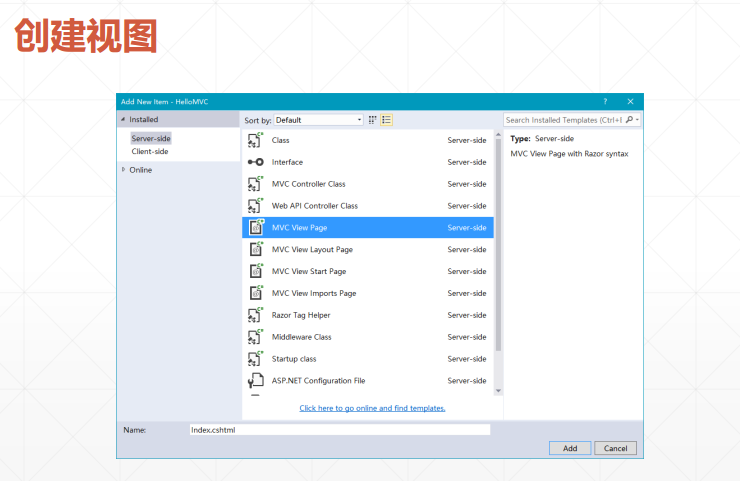 创建视图
Add New Item - HelloMVC
Installed
Sort by: Default
Search Installed Templates (Ctrl+E
Server-side
Client-side
Online
Class Server-side
Interface Server-side
MVC Controller Class Server-side
Web API Controller Class Server-side
MVC View Page Server-side
MVC View Layout Page Server-side
MVC View Start Page Server-side
MVC View Imports Page Server-side
Razor Tag Helper Server-side
Middleware Class Server-side
Startup class Server-side
ASP.NET Configuration File Server-side
Type: Server-side
MVC View Page with Razor syntax
Click here to go online and find templates.
Name: Index.cshtml
Add Cancel